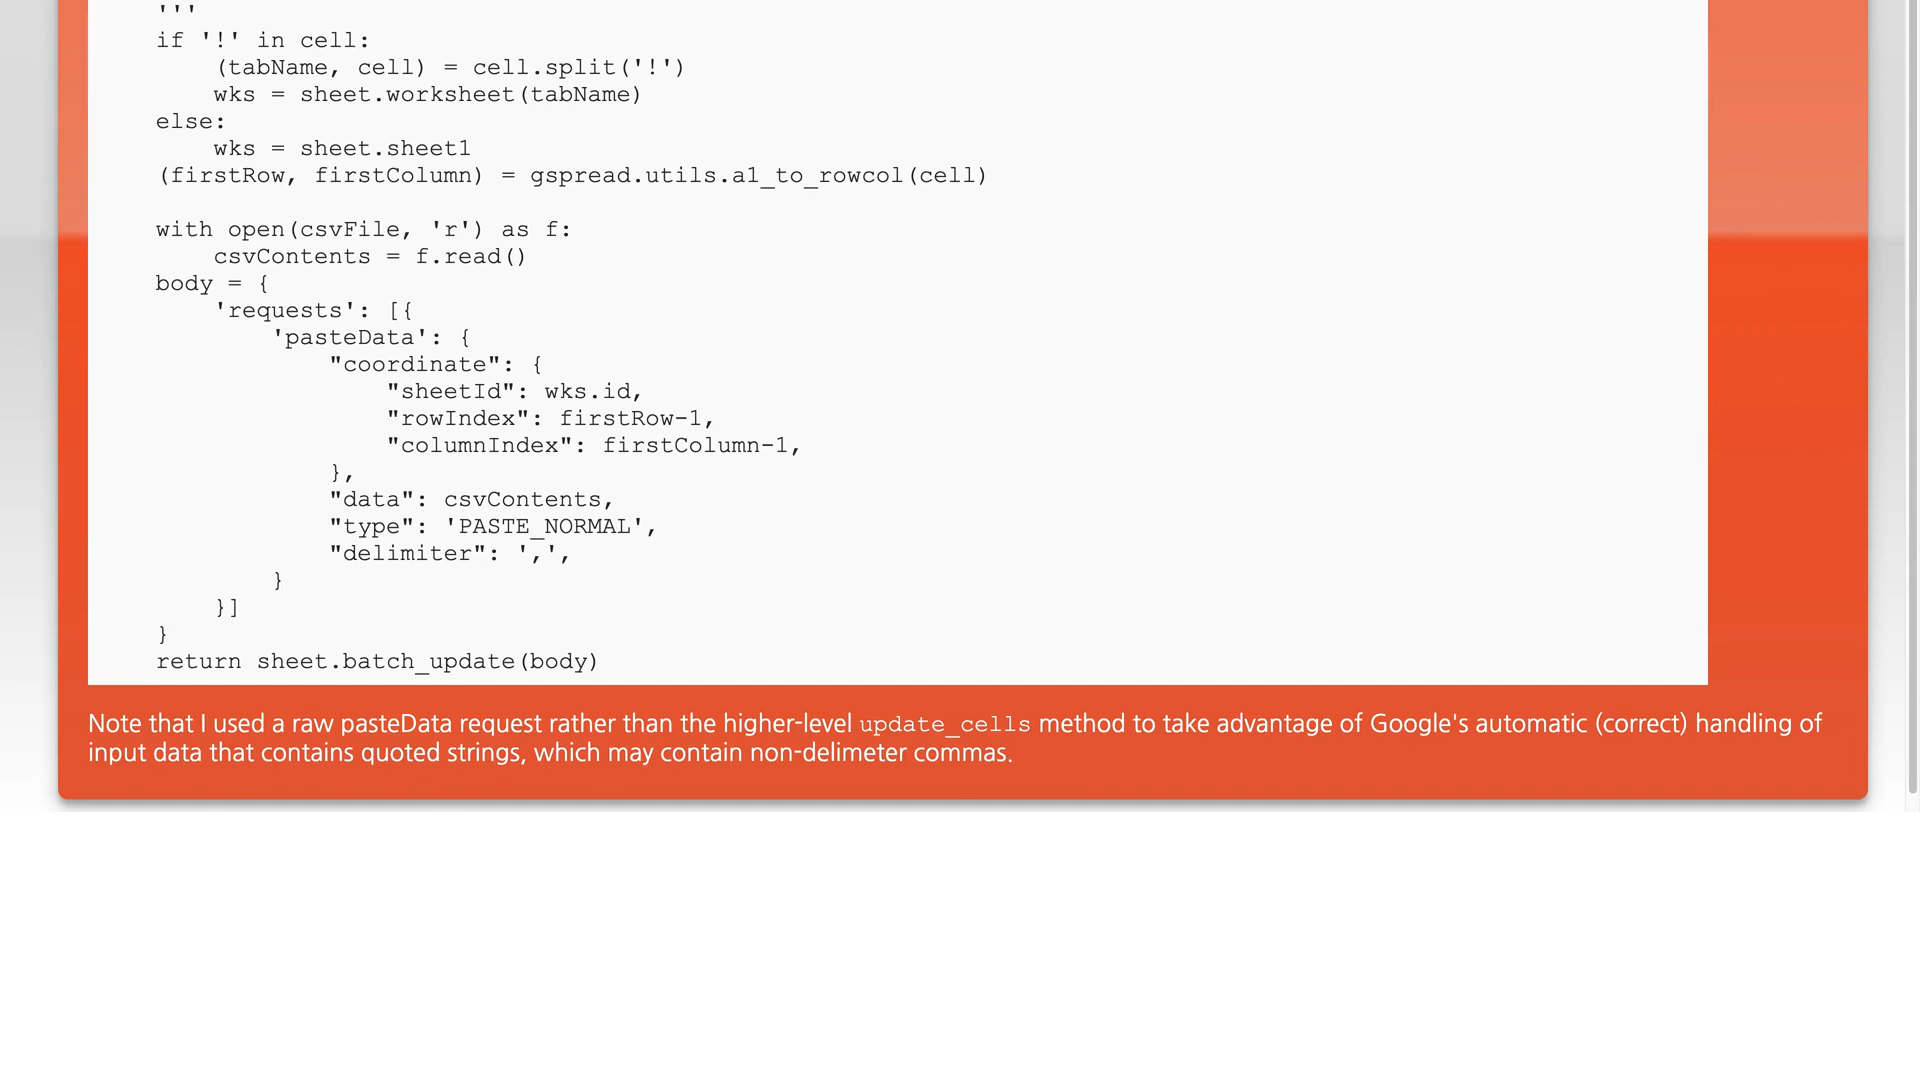 '''
if '!' in cell:
    (tabName, cell) = cell.split('!')
    wks = sheet.worksheet(tabName)
else:
    wks = sheet.sheet1
(firstRow, firstColumn) = gspread.utils.a1_to_rowcol(cell)

with open(csvFile, 'r') as f:
    csvContents = f.read()
body = {
    'requests': [{
        'pasteData': {
            "coordinate": {
                "sheetId": wks.id,
                "rowIndex": firstRow-1,
                "columnIndex": firstColumn-1,
            },
            "data": csvContents,
            "type": 'PASTE_NORMAL',
            "delimiter": ',',
        }
    }]
}
return sheet.batch_update(body)
Note that I used a raw pasteData request rather than the higher-level update_cells method to take advantage of Google's automatic (correct) handling of
input data that contains quoted strings, which may contain non-delimeter commas.